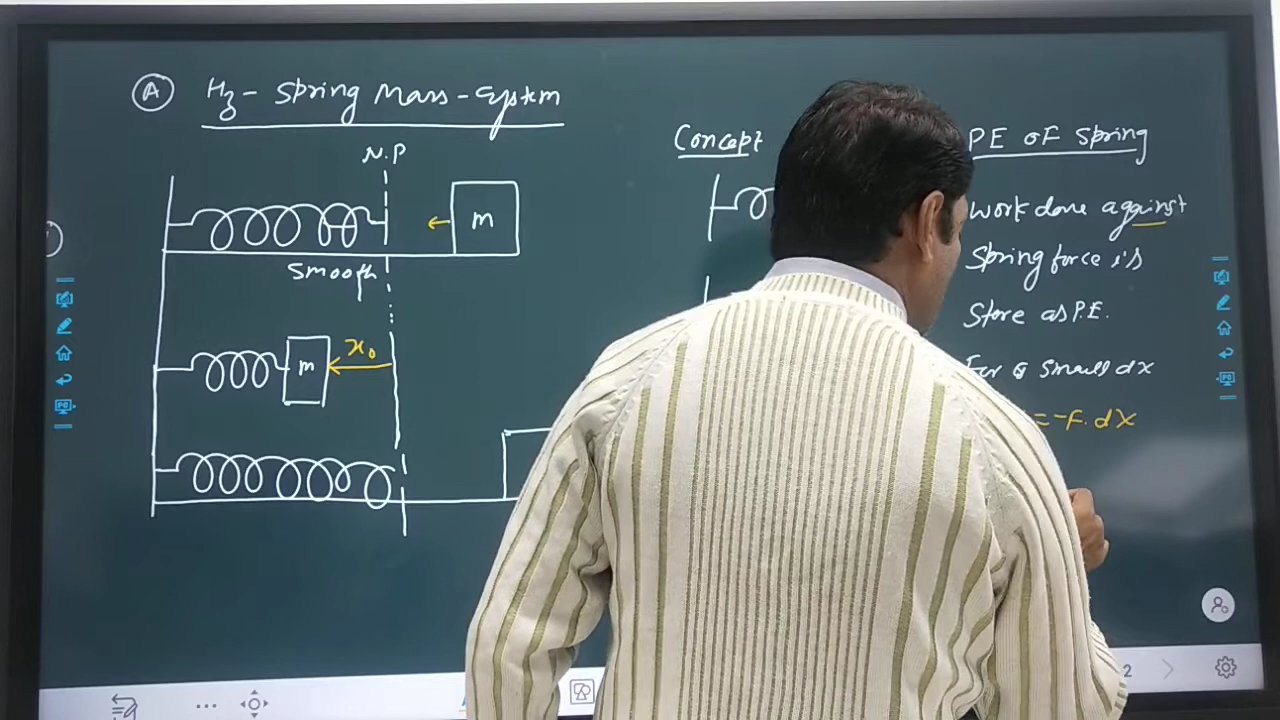 A
Hz - Spring Mass - System
N.P
m
Smooth
x₀
m
Concept
PE of Spring
Work done against
Spring force is
Store as P.E.
For a small dx
= -F. dx
2